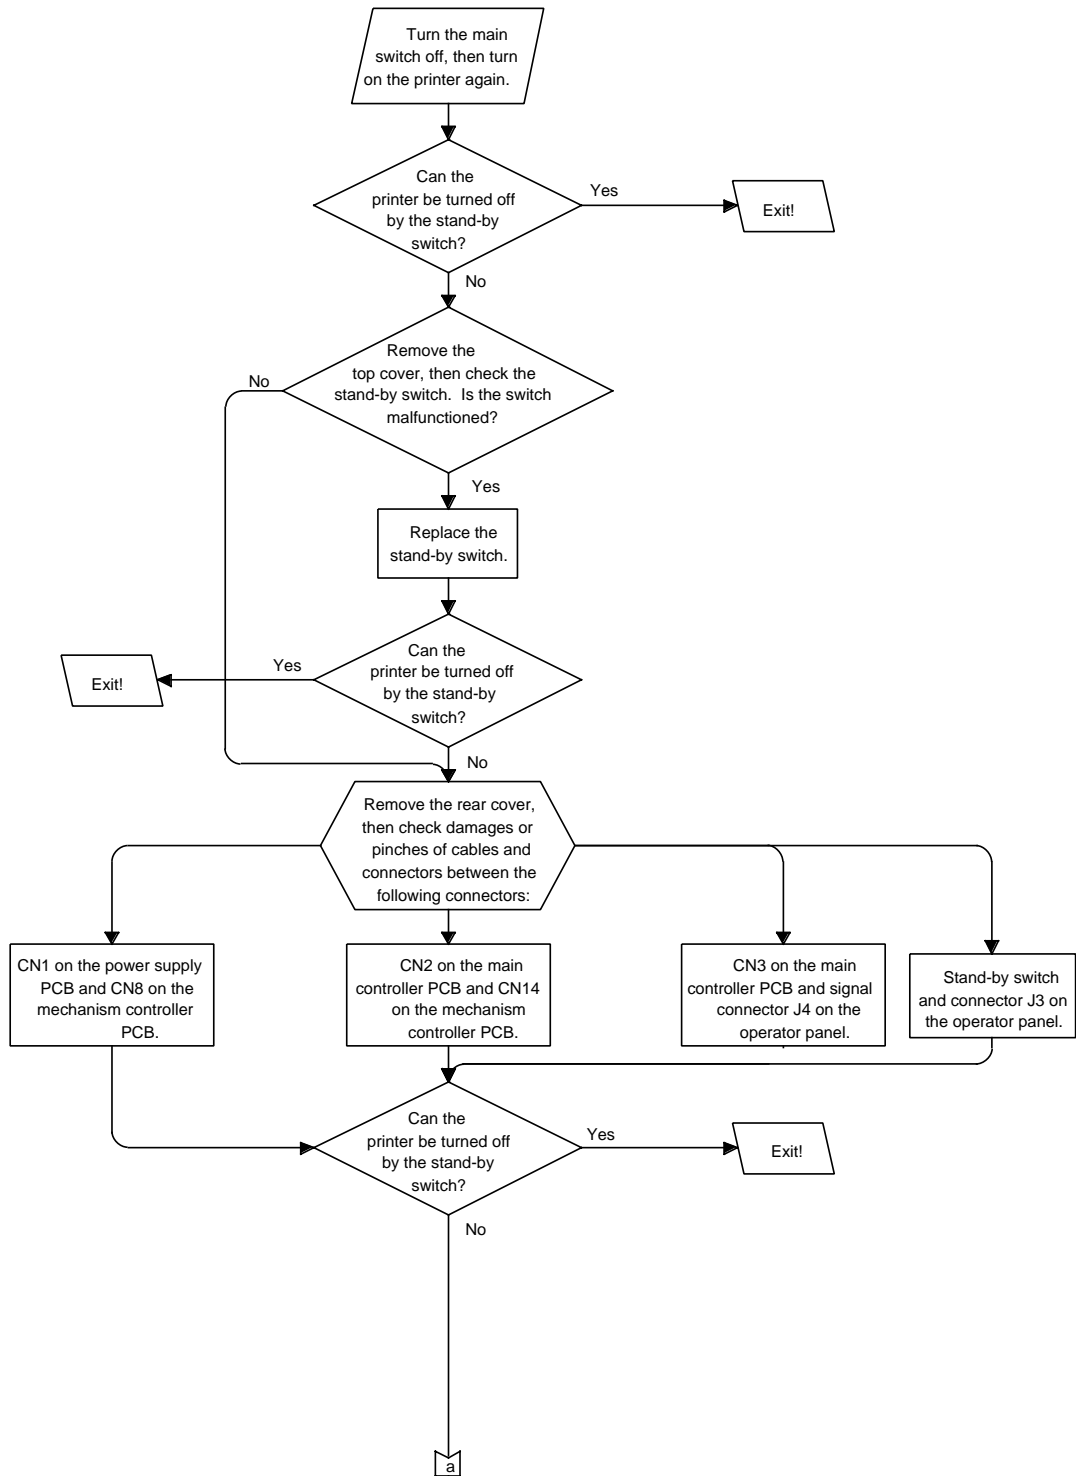 Turn the main
switch off, then turn
on the printer again.
Can the
printer be turned off
by the stand-by
switch?
Yes
Exit!
No
Remove the
top cover, then check the
stand-by switch.  Is the switch
malfunctioned?
No
Yes
Replace the
stand-by switch.
Can the
printer be turned off
by the stand-by
switch?
Yes
Exit!
No
Remove the rear cover,
then check damages or
pinches of cables and
connectors between the
following connectors:
CN1 on the power supply
PCB and CN8 on the
mechanism controller
PCB.
CN2 on the main
controller PCB and CN14
on the mechanism
controller PCB.
CN3 on the main
controller PCB and signal
connector J4 on the
operator panel.
Stand-by switch
and connector J3 on
the operator panel.
Can the
printer be turned off
by the stand-by
switch?
Yes
Exit!
No
a